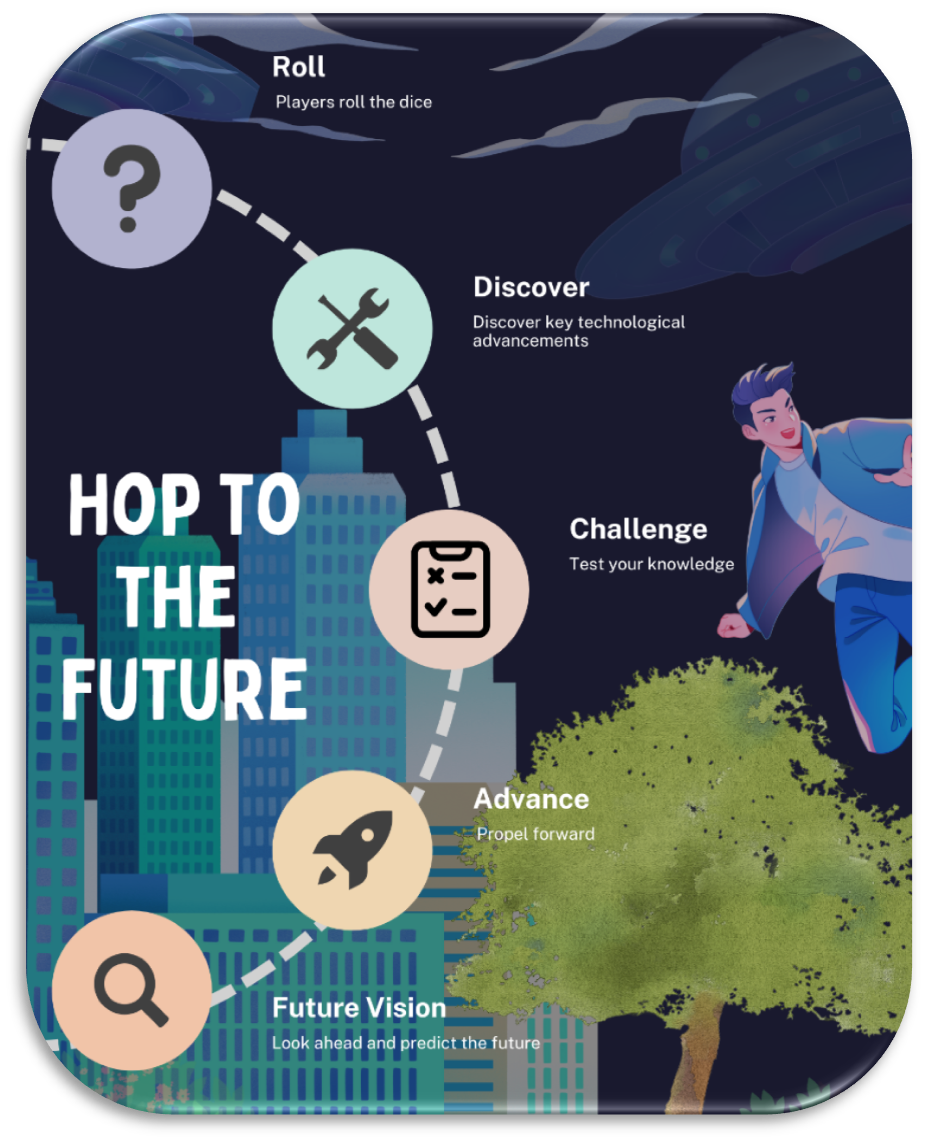 Roll
Players roll the dice
?
Discover
Discover key technological
advancements
HOP TO
THE
FUTURE
Challenge
Test your knowledge
Advance
Propel forward
Future Vision
Look ahead and predict the future